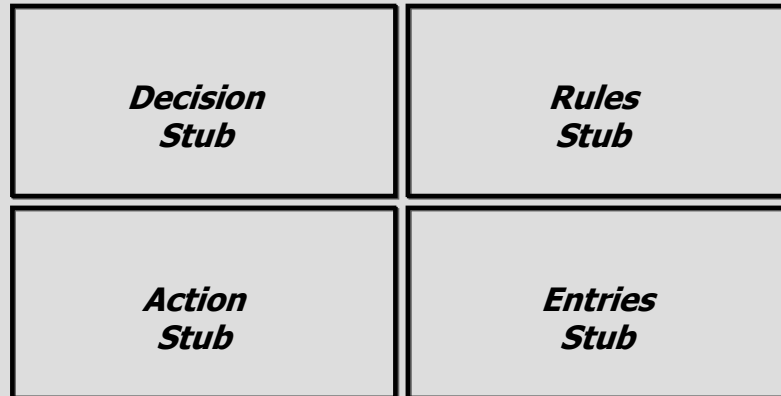 Decision
Stub
Rules
Stub
Action
Stub
Entries
Stub